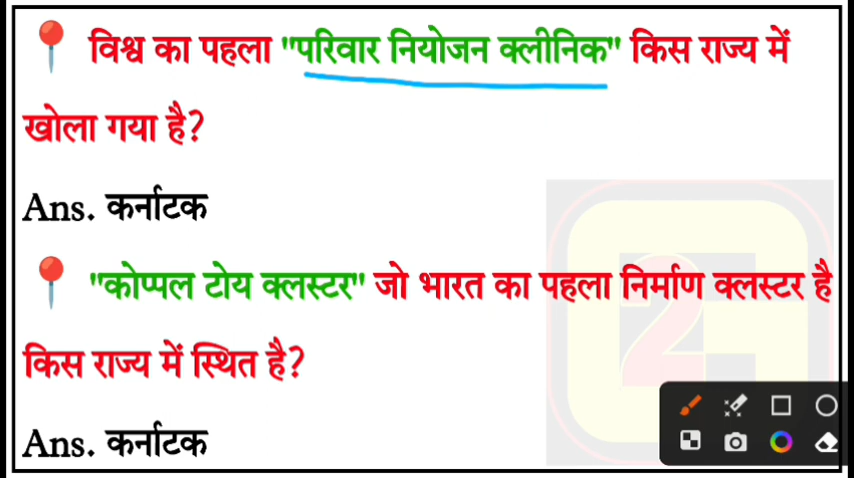 विश्व का पहला "परिवार नियोजन क्लीनिक" किस राज्य में
खोला गया है?
Ans. कर्नाटक
"कोप्पल टोय क्लस्टर" जो भारत का पहला निर्माण क्लस्टर है
किस राज्य में स्थित है?
Ans. कर्नाटक